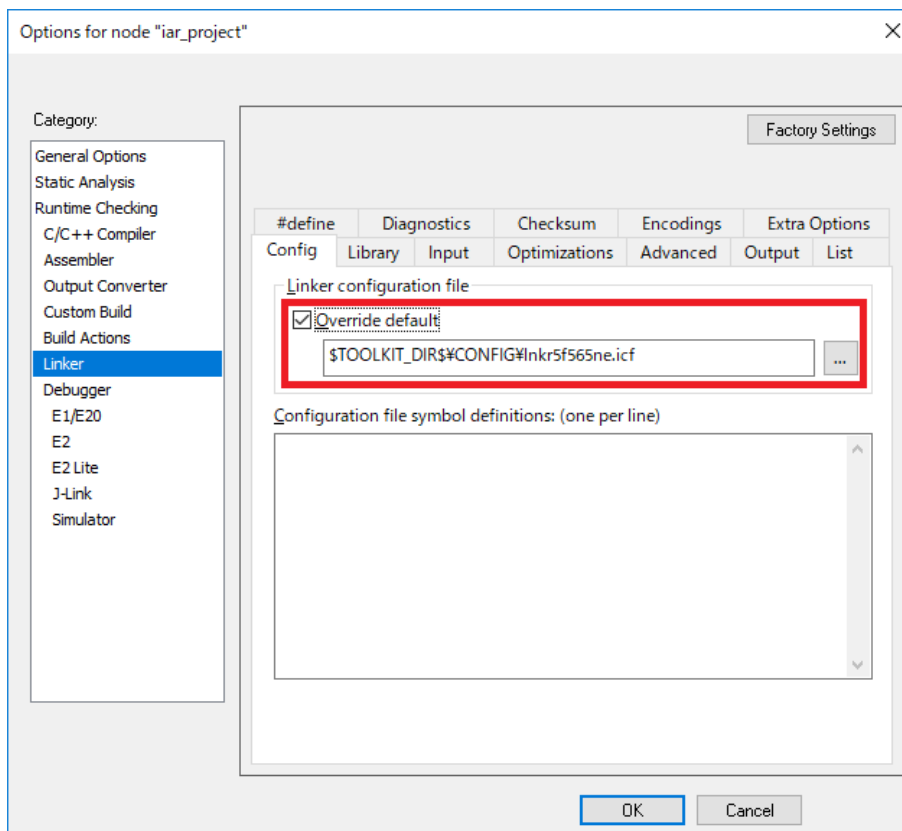 Options for node "iar_project"
Category:
General Options
Static Analysis
Runtime Checking
C/C++ Compiler
Assembler
Output Converter
Custom Build
Build Actions
Linker
Debugger
E1/E20
E2
E2 Lite
J-Link
Simulator
Factory Settings
#define Diagnostics Checksum Encodings Extra Options
Config Library Input Optimizations Advanced Output List
Linker configuration file
Override default
$TOOLKIT_DIR$¥CONFIG¥lnkr5f565ne.icf
...
Configuration file symbol definitions: (one per line)
OK Cancel